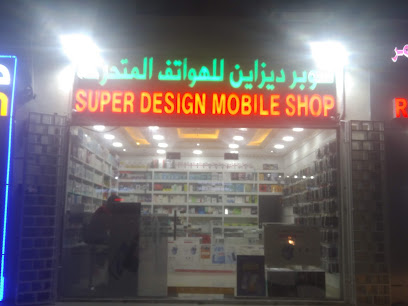 سوبر ديزاين للهواتف المتحركة
SUPER DESIGN MOBILE SHOP